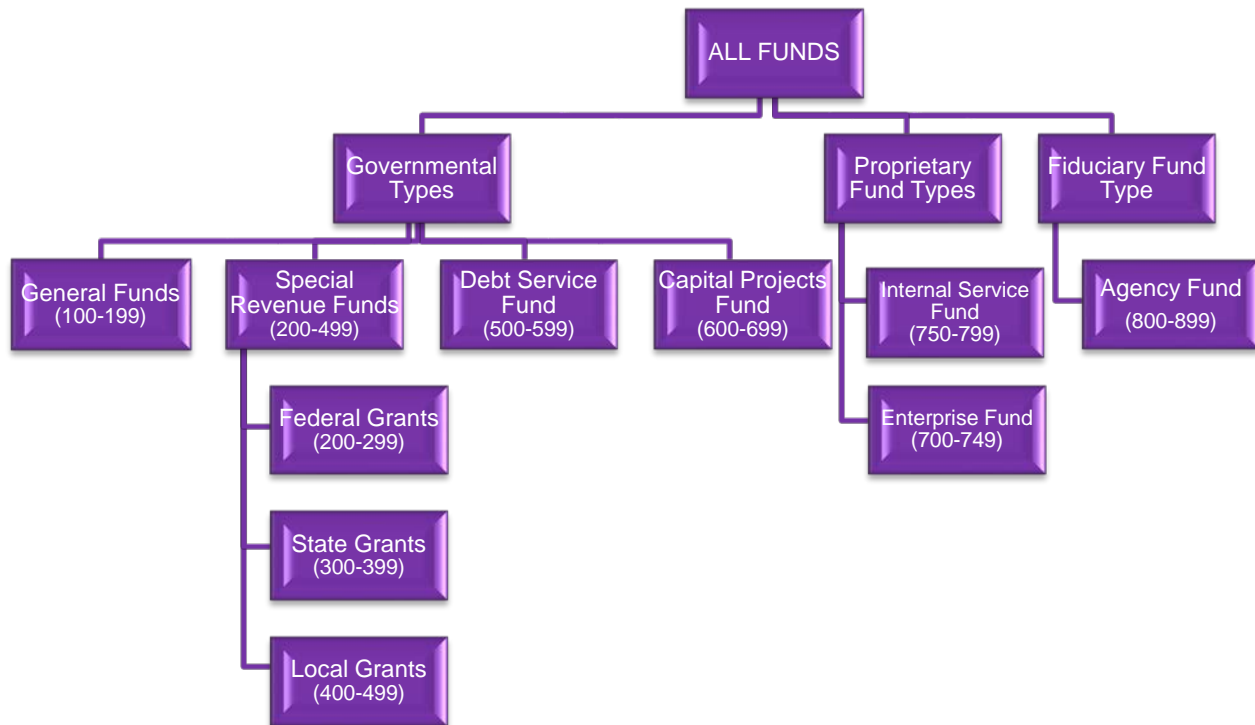 ALL FUNDS
Governmental
Types
Proprietary
Fund Types
Fiduciary Fund
Type
General Funds
(100-199)
Special
Revenue Funds
(200-499)
Debt Service
Fund
(500-599)
Capital Projects
Fund
(600-699)
Internal Service
Fund
(750-799)
Agency Fund
(800-899)
Federal Grants
(200-299)
Enterprise Fund
(700-749)
State Grants
(300-399)
Local Grants
(400-499)